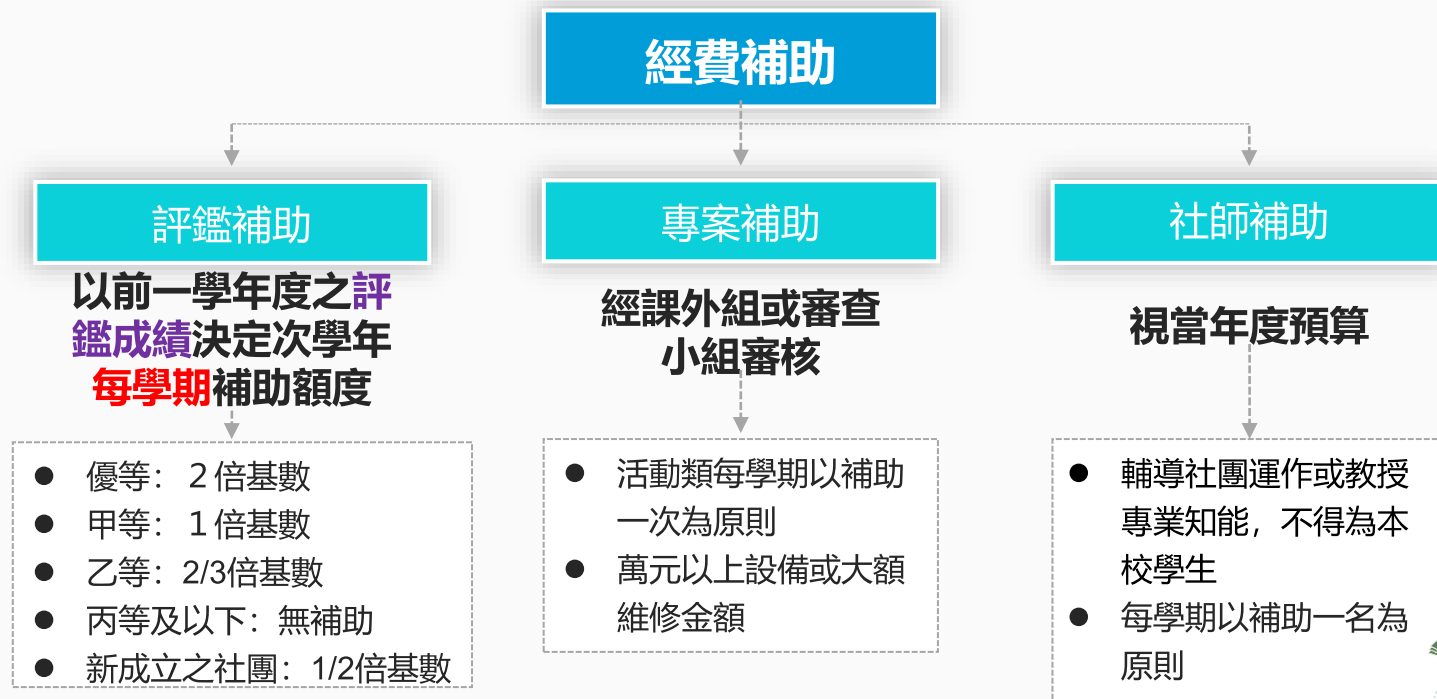 經費補助
評鑑補助
以前一學年度之評
鑑成績決定次學年
每學期補助額度
● 優等：２倍基數
● 甲等：１倍基數
● 乙等：2/3倍基數
● 丙等及以下：無補助
● 新成立之社團：1/2倍基數
專案補助
經課外組或審查
小組審核
● 活動類每學期以補助
一次為原則
● 萬元以上設備或大額
維修金額
社師補助
視當年度預算
● 輔導社團運作或教授
專業知能，不得為本
校學生
● 每學期以補助一名為
原則